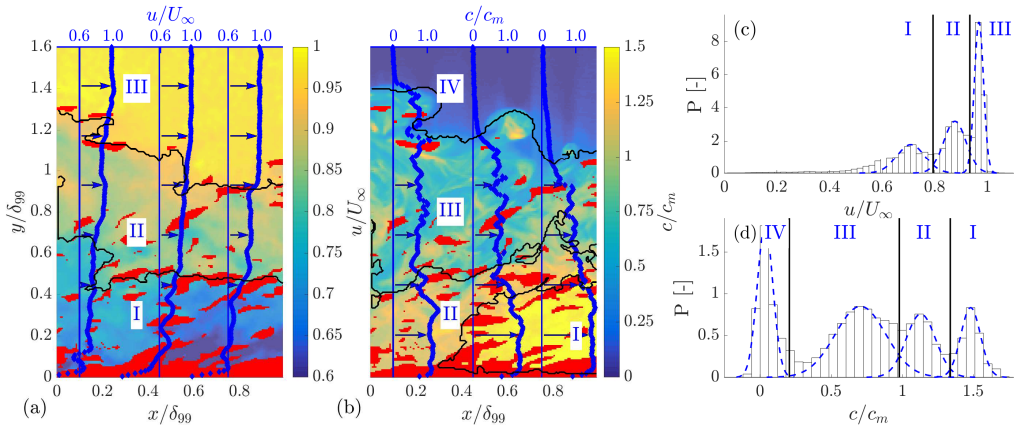 u/U∞
0.6 1.0 0.6 1.0 0.6 1.0
1.6
1.4
1.2
1
0.8
0.6
0.4
0.2
0
y/δ99
III
II
I
0 0.2 0.4 0.6 0.8
x/δ99
(a)
1
0.95
0.9
0.85
0.8
0.75
0.7
0.65
0.6
u/U∞
c/cm
0 1.0 0 1.0 0 1.0
IV
III
II
I
0 0.2 0.4 0.6 0.8
x/δ99
(b)
1.5
1.25
1
0.75
0.5
0.25
0
c/cm
(c)
I II III
P [-]
8
6
4
2
0
0 0.2 0.4 0.6 0.8 1
u/U∞
(d)
IV III II I
P [-]
1.5
1.0
0.5
0
0 0.5 1 1.5
c/cm